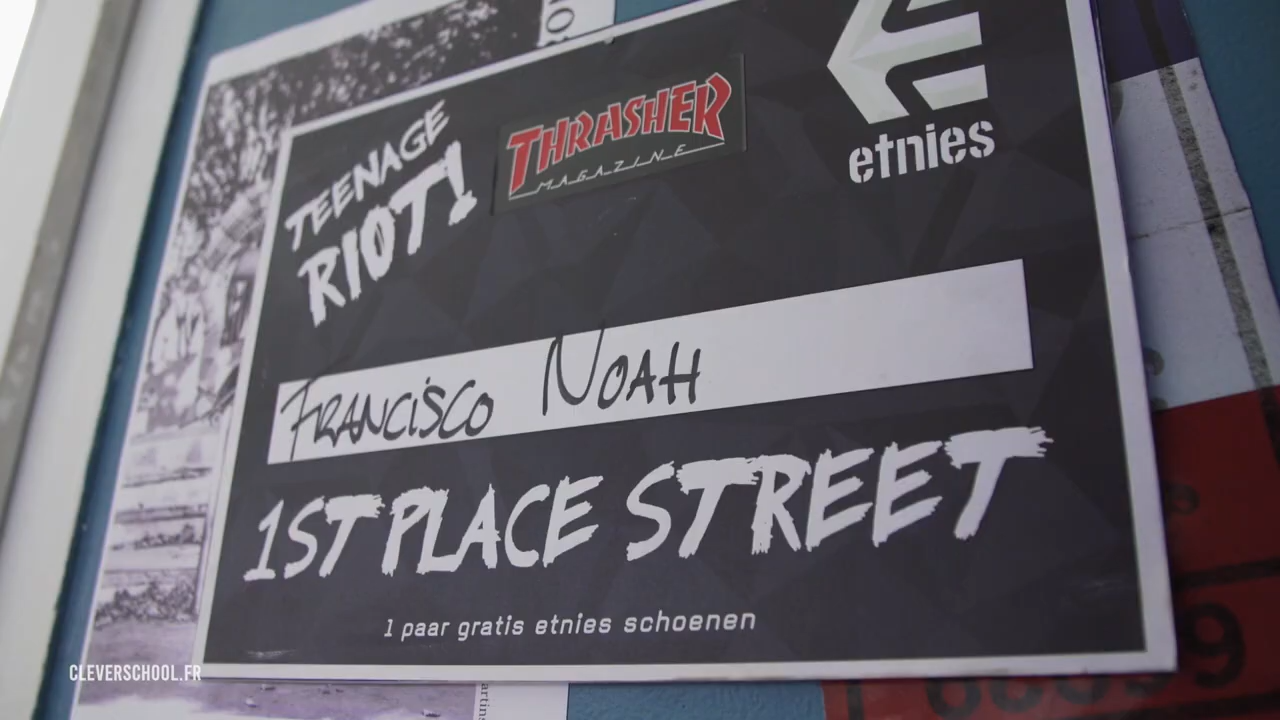 TEENAGE
RIOT!
THRASHER
MAGAZINE
etnies
FRANCISCO NOAH
1ST PLACE STREET
1 paar gratis etnies schoenen
CLEVERSCHOOL.FR